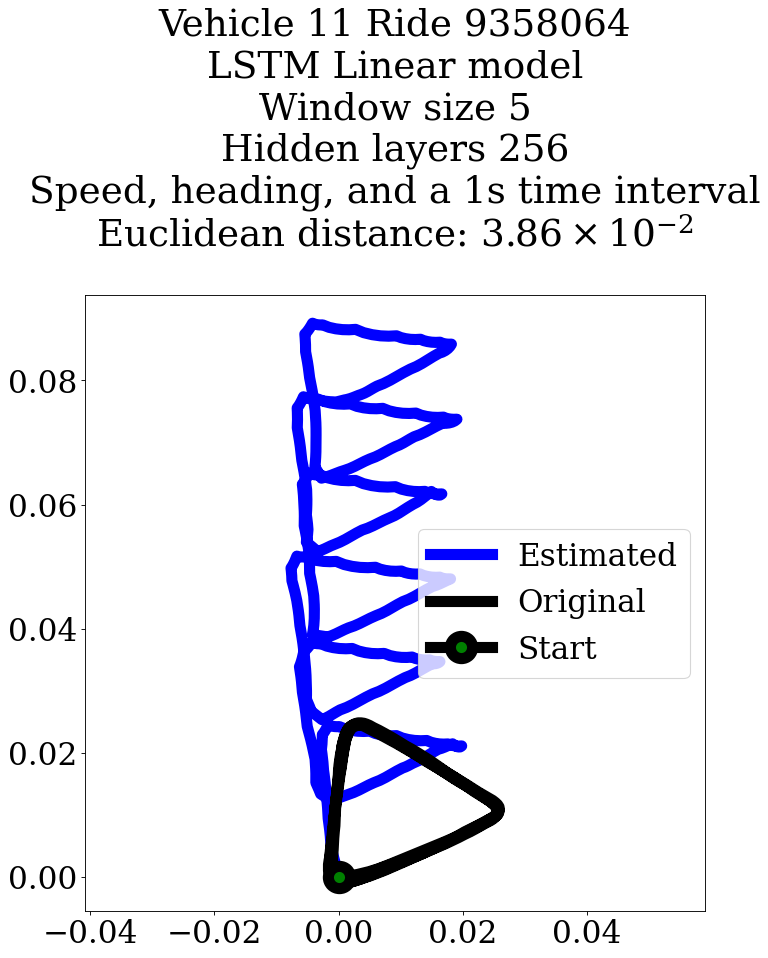 Vehicle 11 Ride 9358064
LSTM Linear model
Window size 5
Hidden layers 256
Speed, heading, and a 1s time interval
Euclidean distance: 3.86 × 10⁻²
0.08
0.06
0.04
0.02
0.00
Estimated
Original
Start
−0.04 −0.02 0.00 0.02 0.04